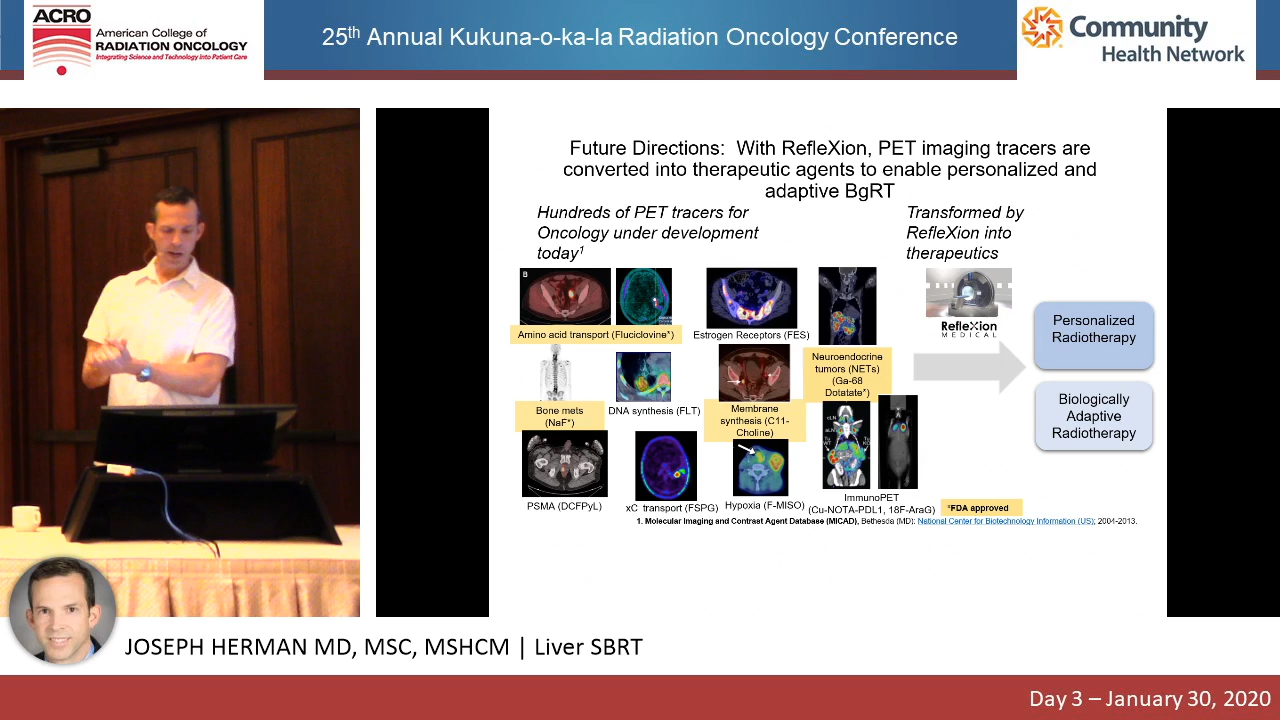 ACRO
American College of
RADIATION ONCOLOGY
Integrating Science and Technology Into Patient Care
25th Annual Kukuna-o-ka-la Radiation Oncology Conference
Community
Health Network
Future Directions: With RefleXion, PET imaging tracers are
converted into therapeutic agents to enable personalized and
adaptive BgRT
Hundreds of PET tracers for
Oncology under development
today1
Transformed by
RefleXion into
therapeutics
B
Amino acid transport (Fluciclovine*)
Estrogen Receptors (FES)
Neuroendocrine
tumors (NETs)
(Ga-68
Dotatate*)
RefleXion
MEDICAL
Personalized
Radiotherapy
Bone mets
(NaF*)
DNA synthesis (FLT)
Membrane
synthesis (C11-
Choline)
Biologically
Adaptive
Radiotherapy
PSMA (DCFPyL)
xC transport (FSPG)
Hypoxia (F-MISO)
ImmunoPET
(Cu-NOTA-PDL1, 18F-AraG)
*FDA approved
1. Molecular Imaging and Contrast Agent Database (MICAD), Bethesda (MD): National Center for Biotechnology Information (US); 2004-2013.
JOSEPH HERMAN MD, MSC, MSHCM | Liver SBRT
Day 3 – January 30, 2020